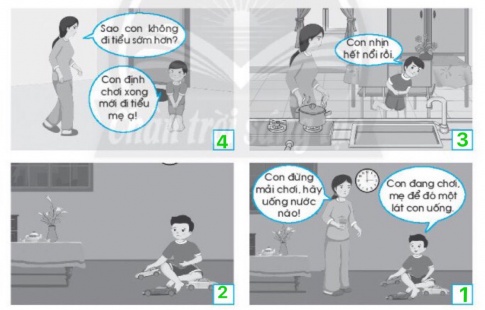 Sao con không
đi tiểu sớm hơn?
Con định
chơi xong
mới đi tiểu
mẹ ạ!
4
Con nhịn
hết nổi rồi.
3
2
Con đừng
mải chơi, hãy
uống nước
nào!
Con đang chơi,
mẹ để đó một
lát con uống.
1